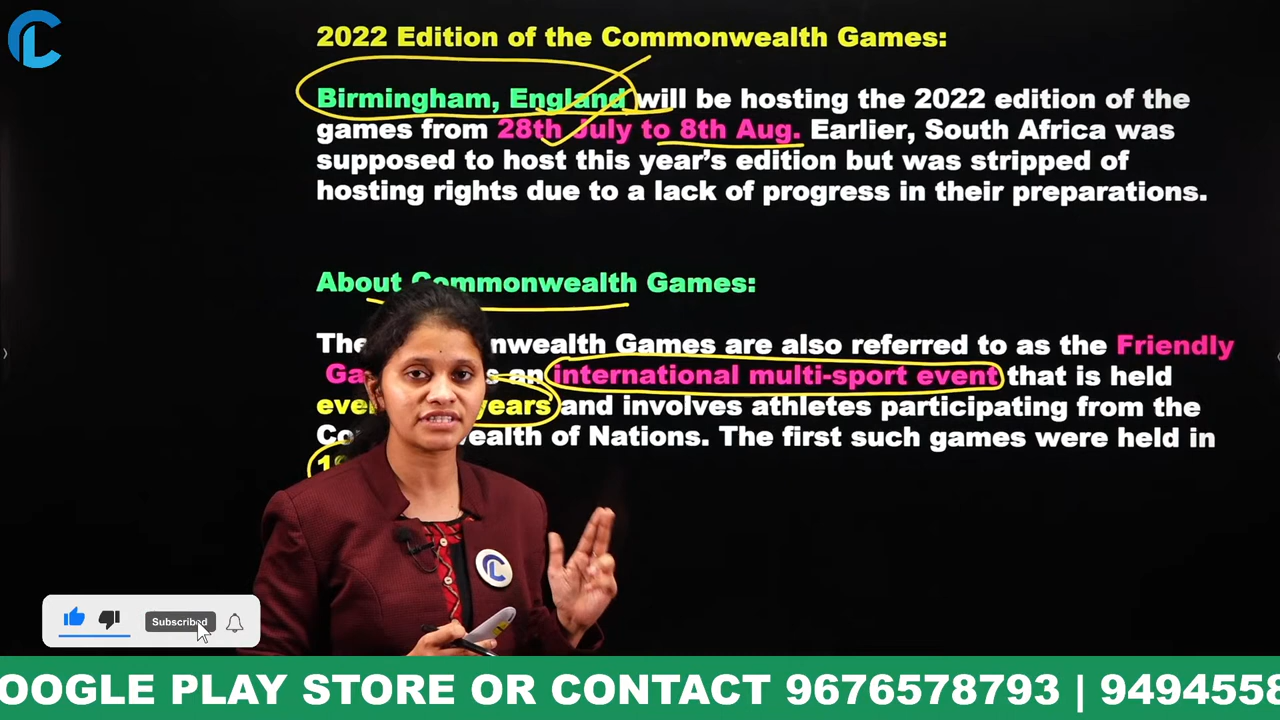 2022 Edition of the Commonwealth Games:
Birmingham, England will be hosting the 2022 edition of the
games from 28th July to 8th Aug. Earlier, South Africa was
supposed to host this year's edition but was stripped of
hosting rights due to a lack of progress in their preparations.
About Commonwealth Games:
The Commonwealth Games are also referred to as the Friendly
an international multi-sport event that is held
years and involves athletes participating from the
of Nations. The first such games were held in
Subscribed
OOGLE PLAY STORE OR CONTACT 9676578793 | 9494558